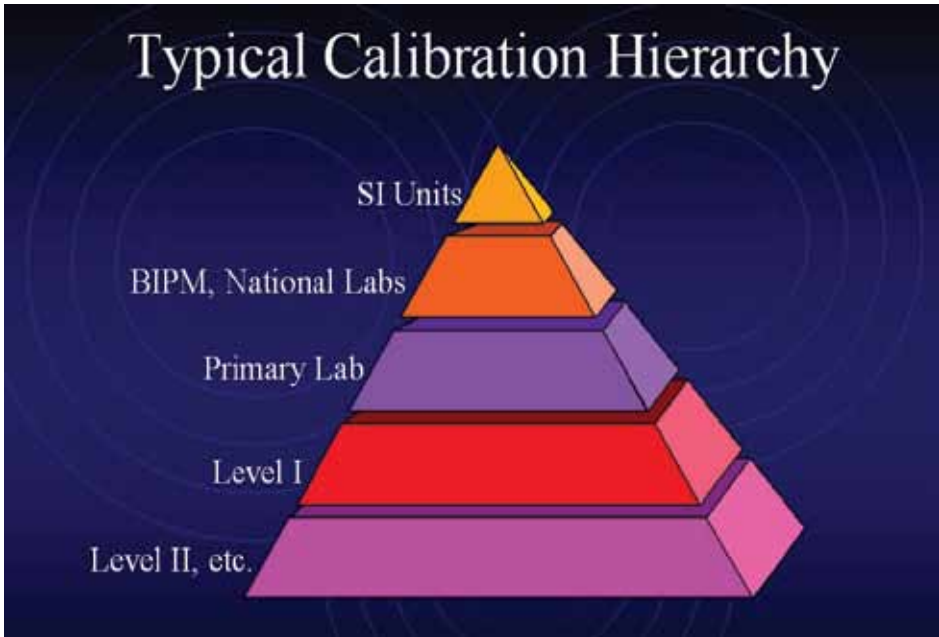 Typical Calibration Hierarchy
SI Units
BIPM, National Labs
Primary Lab
Level I
Level II, etc.